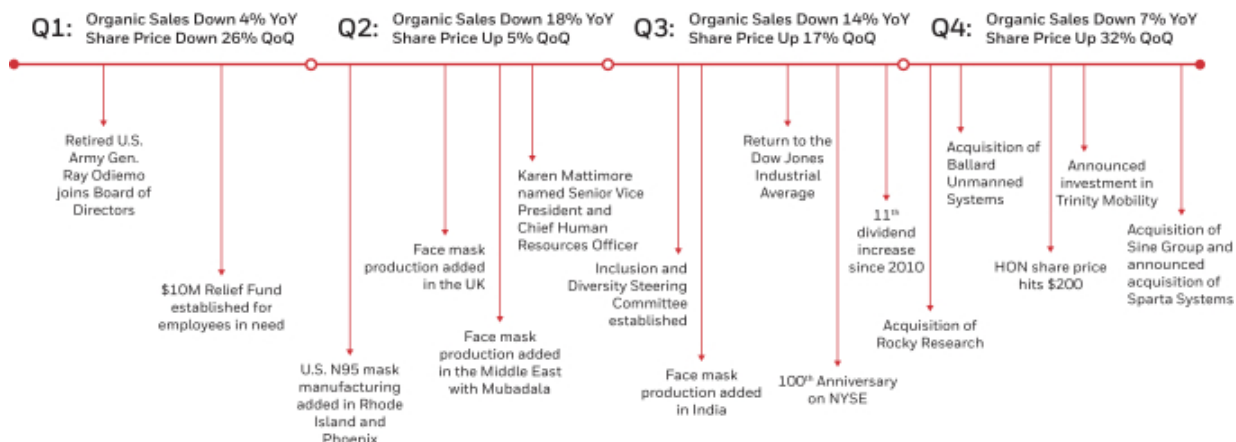 Q1: Organic Sales Down 4% YoY
Share Price Down 26% QoQ
Q2: Organic Sales Down 18% YoY
Share Price Up 5% QoQ
Q3: Organic Sales Down 14% YoY
Share Price Up 17% QoQ
Q4: Organic Sales Down 7% YoY
Share Price Up 32% QoQ
Retired U.S.
Army Gen.
Ray Odiemo
joins Board of
Directors
$10M Relief Fund
established for
employees in need
U.S. N95 mask
manufacturing
added in Rhode
Island and
Phoenix
Face mask
production added
in the UK
Face mask
production added
in the Middle East
with Mubadala
Karen Mattimore
named Senior Vice
President and
Chief Human
Resources Officer
Inclusion and
Diversity Steering
Committee
established
Face mask
production added
in India
Return to the
Dow Jones
Industrial
Average
100th Anniversary
on NYSE
11th
dividend
increase
since 2010
Acquisition of
Rocky Research
Acquisition of
Ballard
Unmanned
Systems
HON share price
hits $200
Announced
investment in
Trinity Mobility
Acquisition of
Sine Group and
announced
acquisition of
Sparta Systems